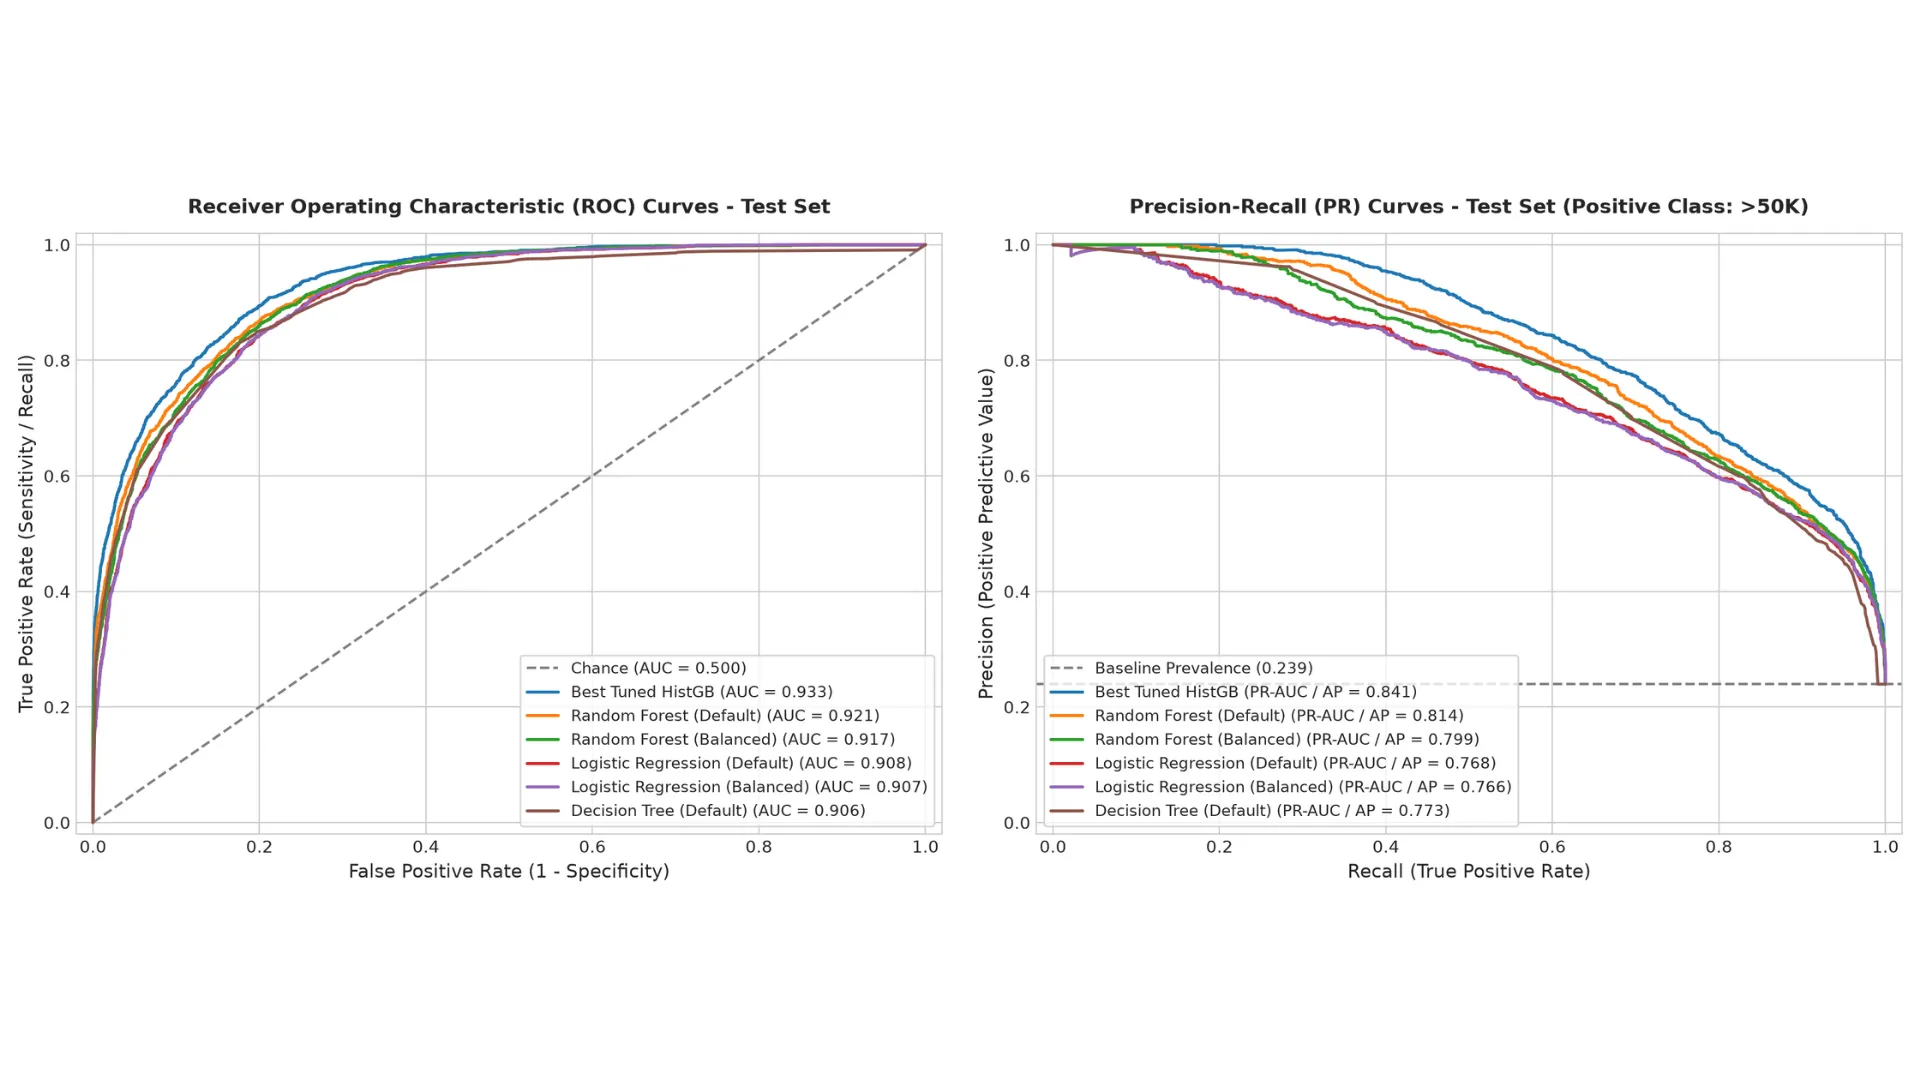 Receiver Operating Characteristic (ROC) Curves - Test Set
True Positive Rate (Sensitivity / Recall)
1.0
0.8
0.6
0.4
0.2
0.0
Chance (AUC = 0.500)
Best Tuned HistGB (AUC = 0.933)
Random Forest (Default) (AUC = 0.921)
Random Forest (Balanced) (AUC = 0.917)
Logistic Regression (Default) (AUC = 0.908)
Logistic Regression (Balanced) (AUC = 0.907)
Decision Tree (Default) (AUC = 0.906)
0.0 0.2 0.4 0.6 0.8 1.0
False Positive Rate (1 - Specificity)
Precision-Recall (PR) Curves - Test Set (Positive Class: >50K)
Precision (Positive Predictive Value)
1.0
0.8
0.6
0.4
0.2
0.0
Baseline Prevalence (0.239)
Best Tuned HistGB (PR-AUC / AP = 0.841)
Random Forest (Default) (PR-AUC / AP = 0.814)
Random Forest (Balanced) (PR-AUC / AP = 0.799)
Logistic Regression (Default) (PR-AUC / AP = 0.768)
Logistic Regression (Balanced) (PR-AUC / AP = 0.766)
Decision Tree (Default) (PR-AUC / AP = 0.773)
0.0 0.2 0.4 0.6 0.8 1.0
Recall (True Positive Rate)